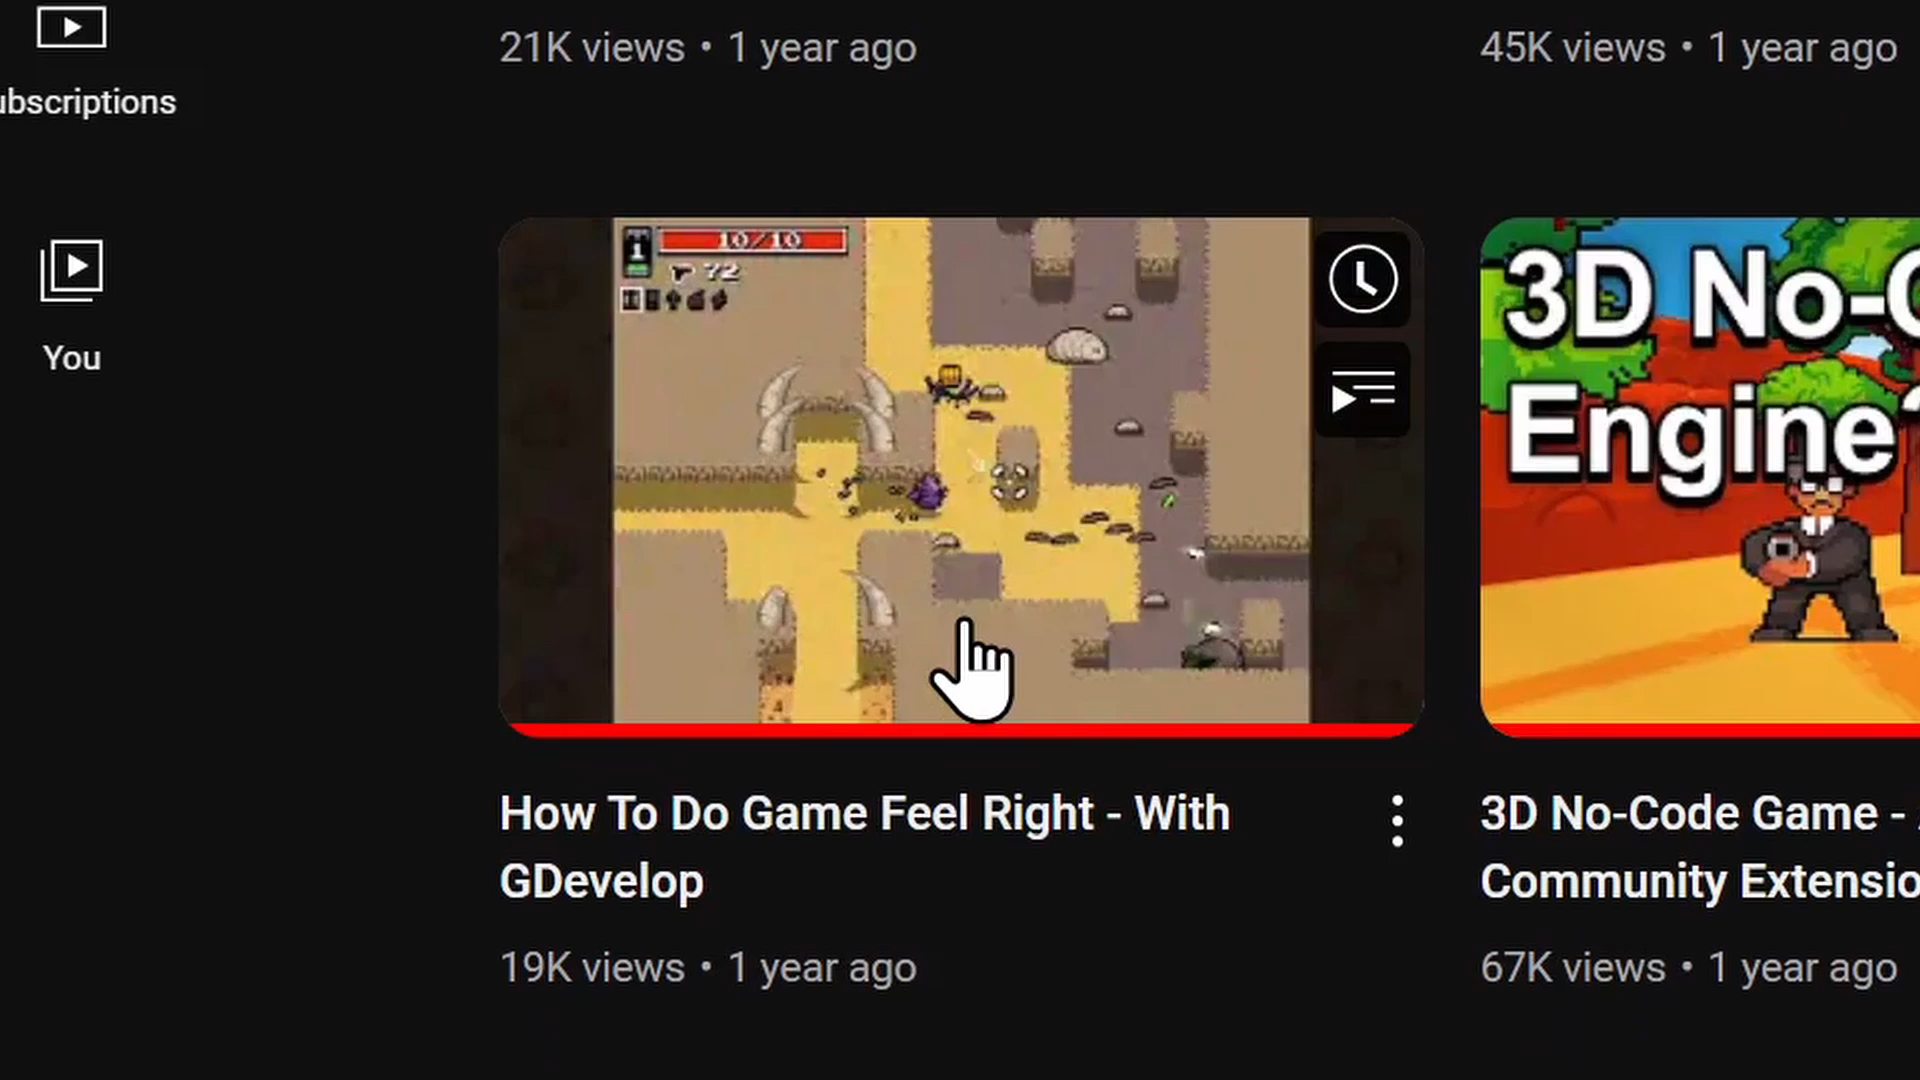 ubscriptions
21K views • 1 year ago
45K views • 1 year ago
You
1
10/10
72
3D No-C
Engine?
How To Do Game Feel Right - With
GDevelop
19K views • 1 year ago
3D No-Code Game -
Community Extensio
67K views • 1 year ago